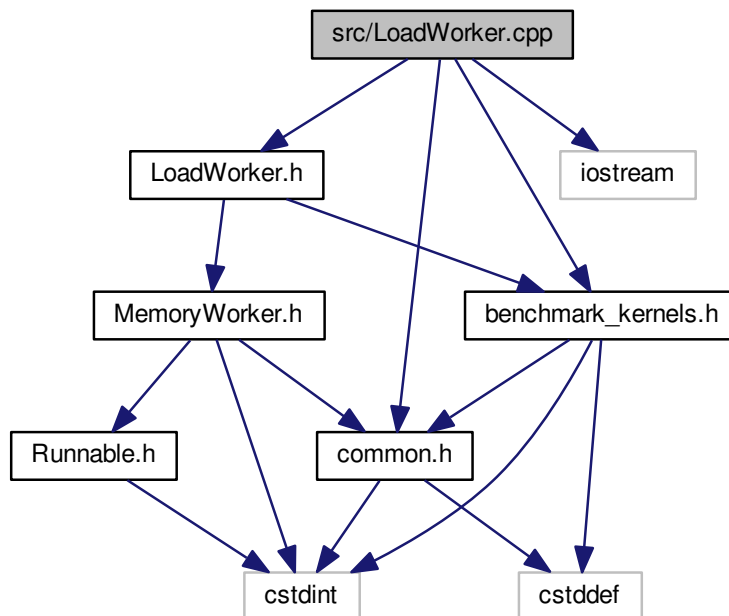 src/LoadWorker.cpp
LoadWorker.h
iostream
MemoryWorker.h
benchmark_kernels.h
Runnable.h
common.h
cstdint
cstddef